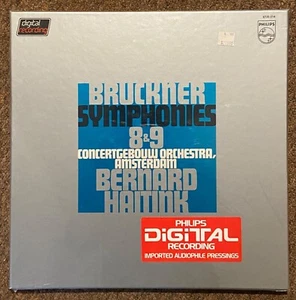 digital
recording
PHILIPS
BRUCKNER
SYMPHONIES
8&9
CONCERTGEBOUW ORCHESTRA,
AMSTERDAM
BERNARD
HAITINK
PHILIPS
DiGiTAL
RECORDING
IMPORTED AUDIOPHILE PRESSINGS